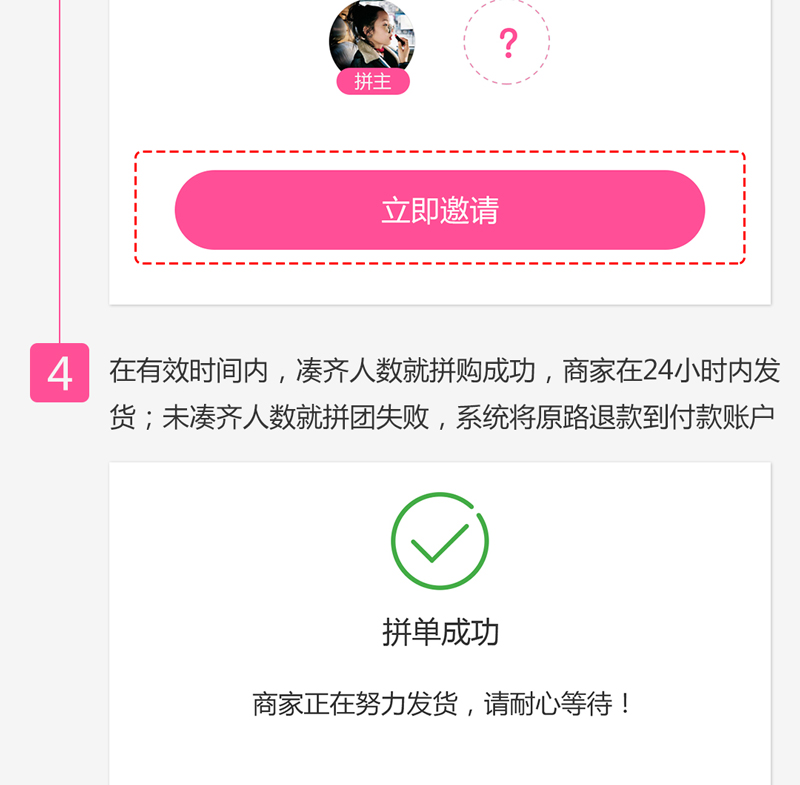 拼主
?
立即邀请
4
在有效时间内，凑齐人数就拼购成功，商家在24小时内发
货；未凑齐人数就拼团失败，系统将原路退款到付款账户
拼单成功
商家正在努力发货，请耐心等待！